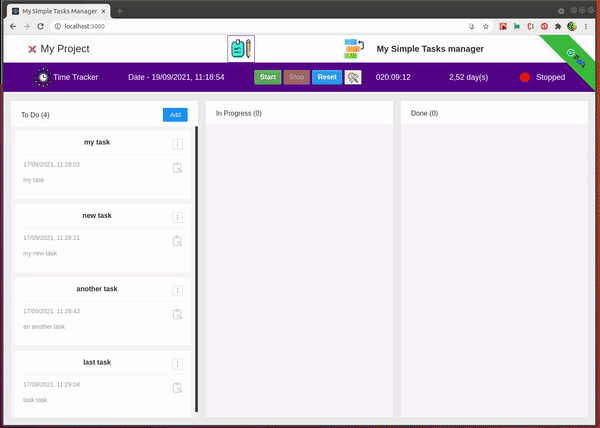 My Simple Tasks Manager
localhost:3000
My Project
My Simple Tasks manager
Time Tracker
Date - 19/09/2021, 11:18:54
Start
Stop
Reset
020:09:12
2,52 day(s)
Stopped
To Do (4)
Add
In Progress (0)
Done (0)
my task
17/09/2021, 11:28:03
my task
new task
17/09/2021, 11:28:21
my new task
another task
17/09/2021, 11:28:43
an another task
last task
17/09/2021, 11:29:04
task task